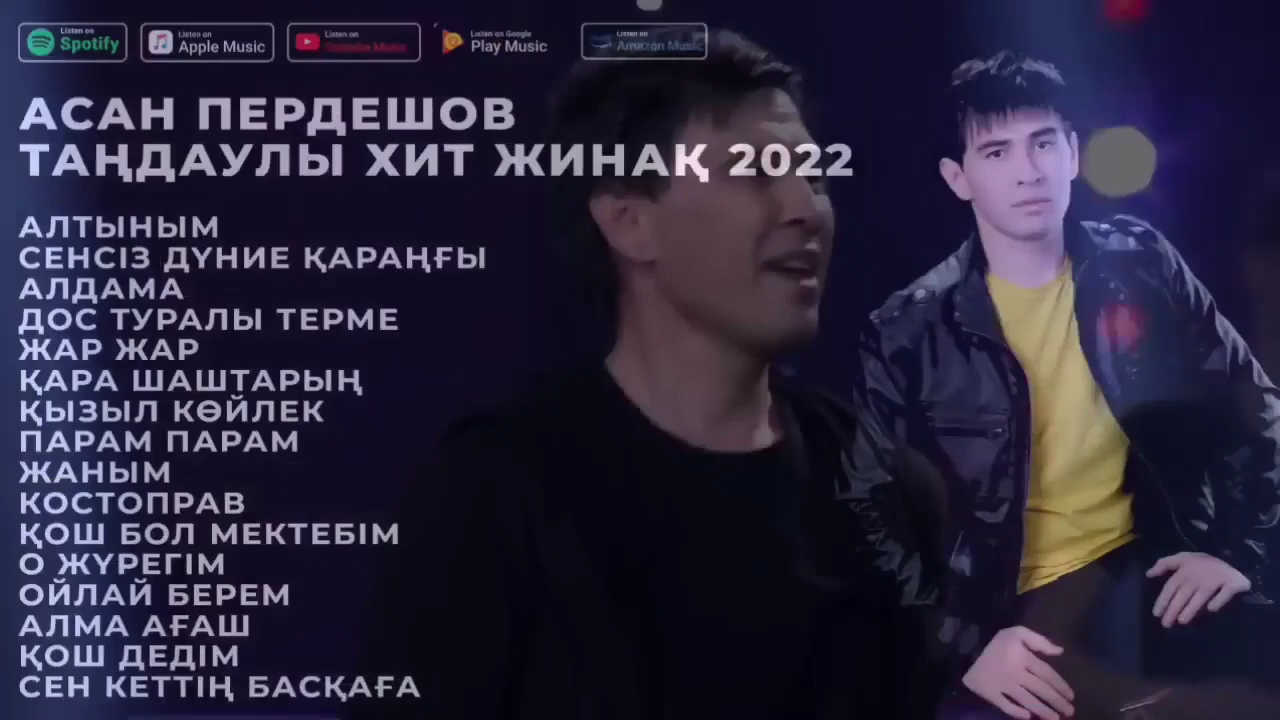 Listen on
Spotify
Listen on
Apple Music
Listen on
Youtube Music
Listen on Google
Play Music
Listen on
Amazon Music
АСАН ПЕРДЕШОВ
ТАҢДАУЛЫ ХИТ ЖИНАҚ 2022
АЛТЫНЫМ
СЕНСІЗ ДҮНИЕ ҚАРАҢҒЫ
АЛДАМА
ДОС ТУРАЛЫ ТЕРМЕ
ЖАР ЖАР
ҚАРА ШАШТАРЫҢ
ҚЫЗЫЛ КӨЙЛЕК
ПАРАМ ПАРАМ
ЖАНЫМ
КОСТОПРАВ
ҚОШ БОЛ МЕКТЕБІМ
О ЖҮРЕГІМ
ОЙЛАЙ БЕРЕМ
АЛМА АҒАШ
ҚОШ ДЕДІМ
СЕН КЕТТІҢ БАСҚАҒА